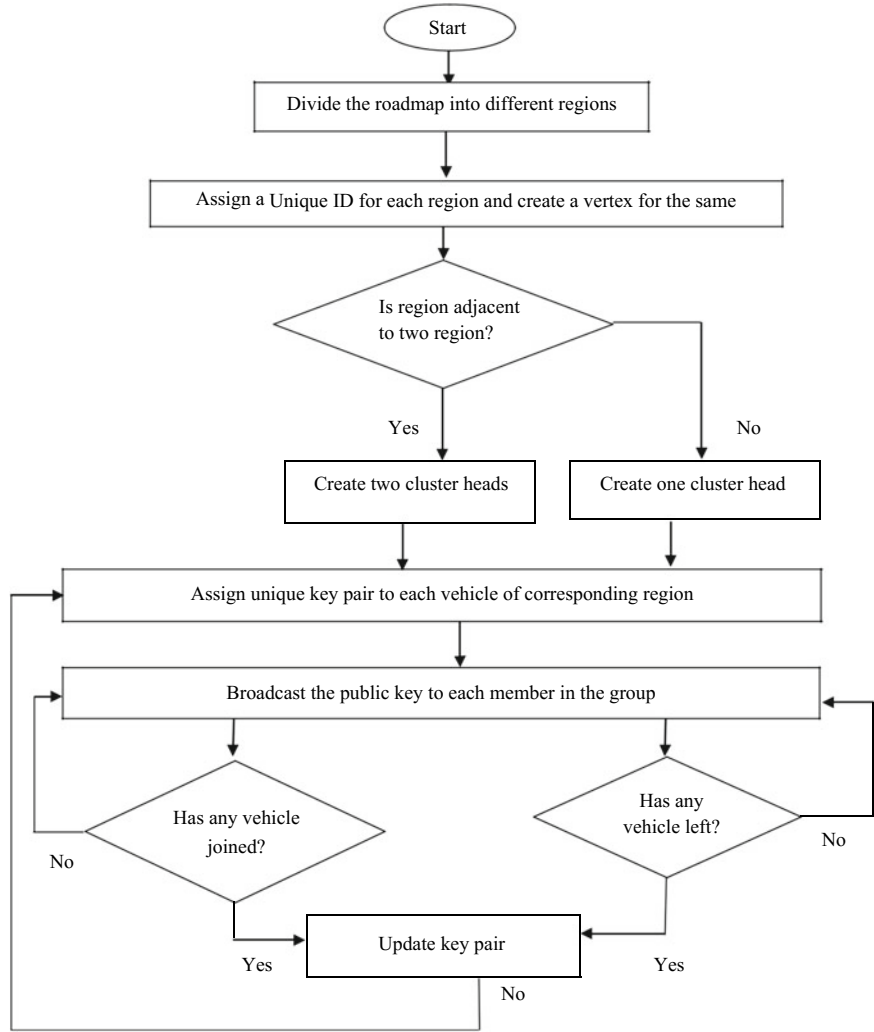 Start
Divide the roadmap into different regions
Assign a Unique ID for each region and create a vertex for the same
Is region adjacent
to two region?
Yes
No
Create two cluster heads
Create one cluster head
Assign unique key pair to each vehicle of corresponding region
Broadcast the public key to each member in the group
Has any vehicle
joined?
Has any
vehicle left?
No
No
Update key pair
Yes
Yes
No